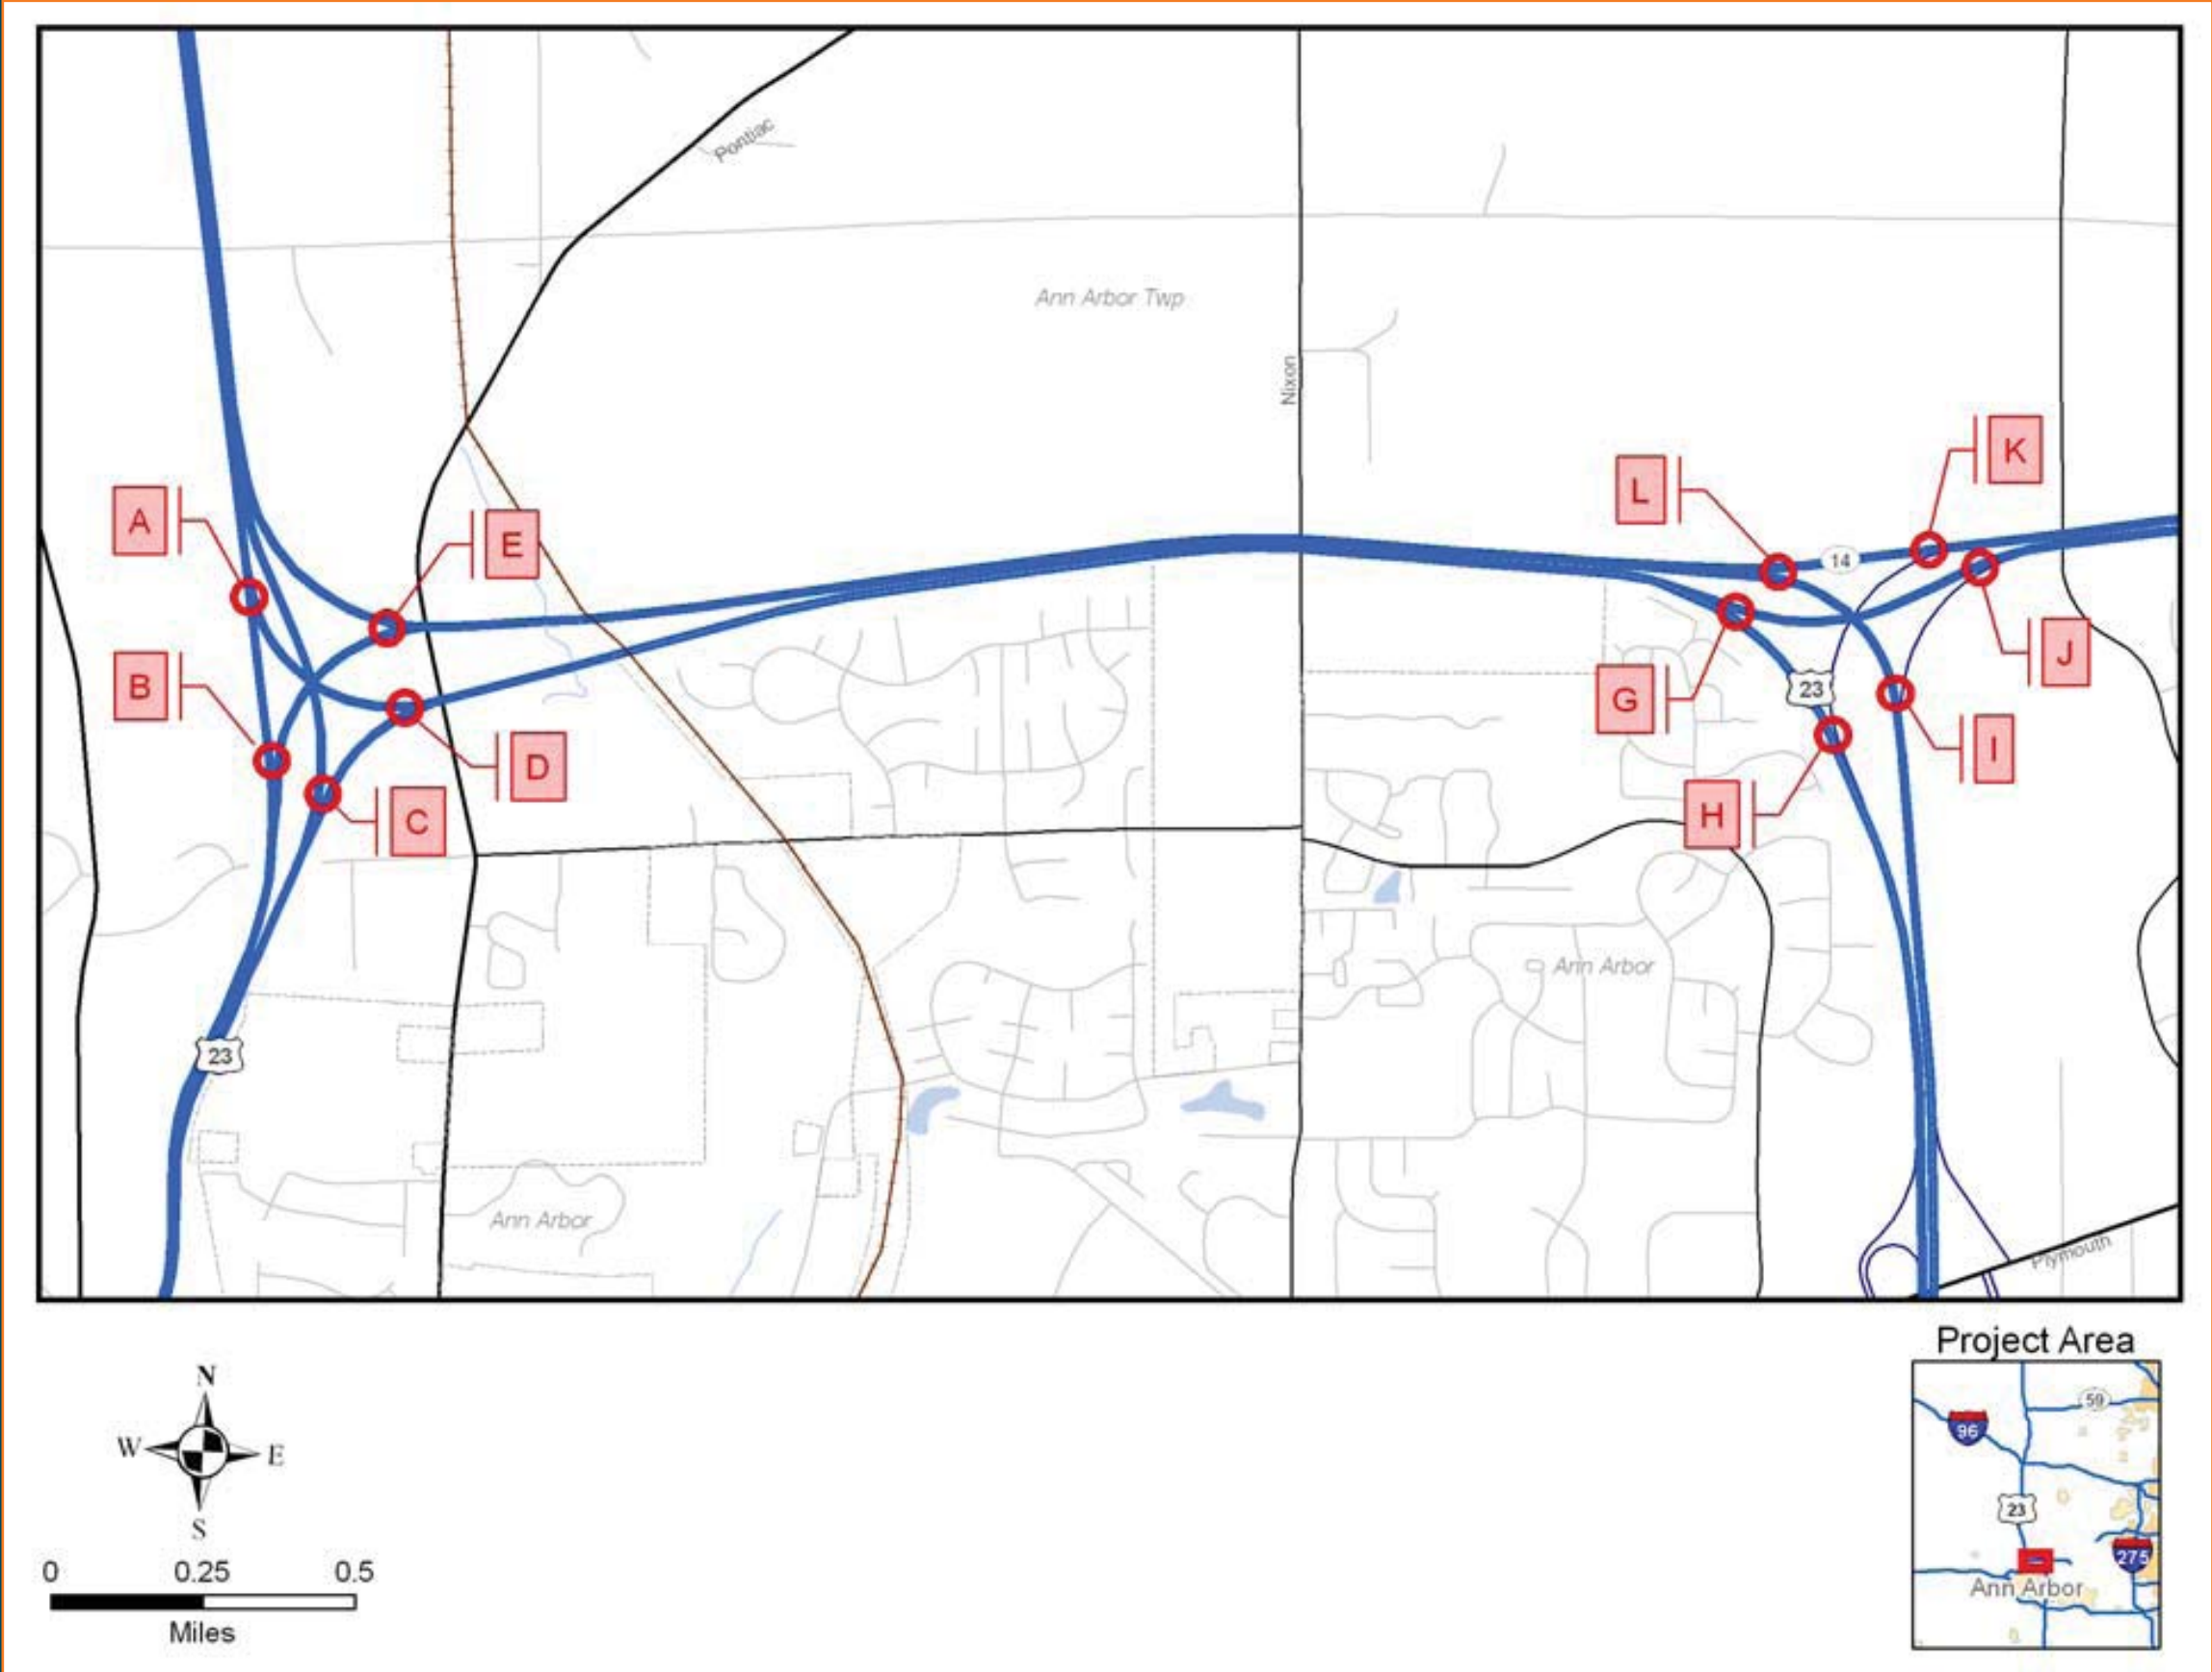 Pontiac
Ann Arbor Twp
Nixon
K
L
A
E
14
J
B
G
23
D
I
C
H
Ann Arbor
23
Ann Arbor
Plymouth
Project Area
N
W E
S
59
96
23
275
Ann Arbor
0 0.25 0.5
Miles